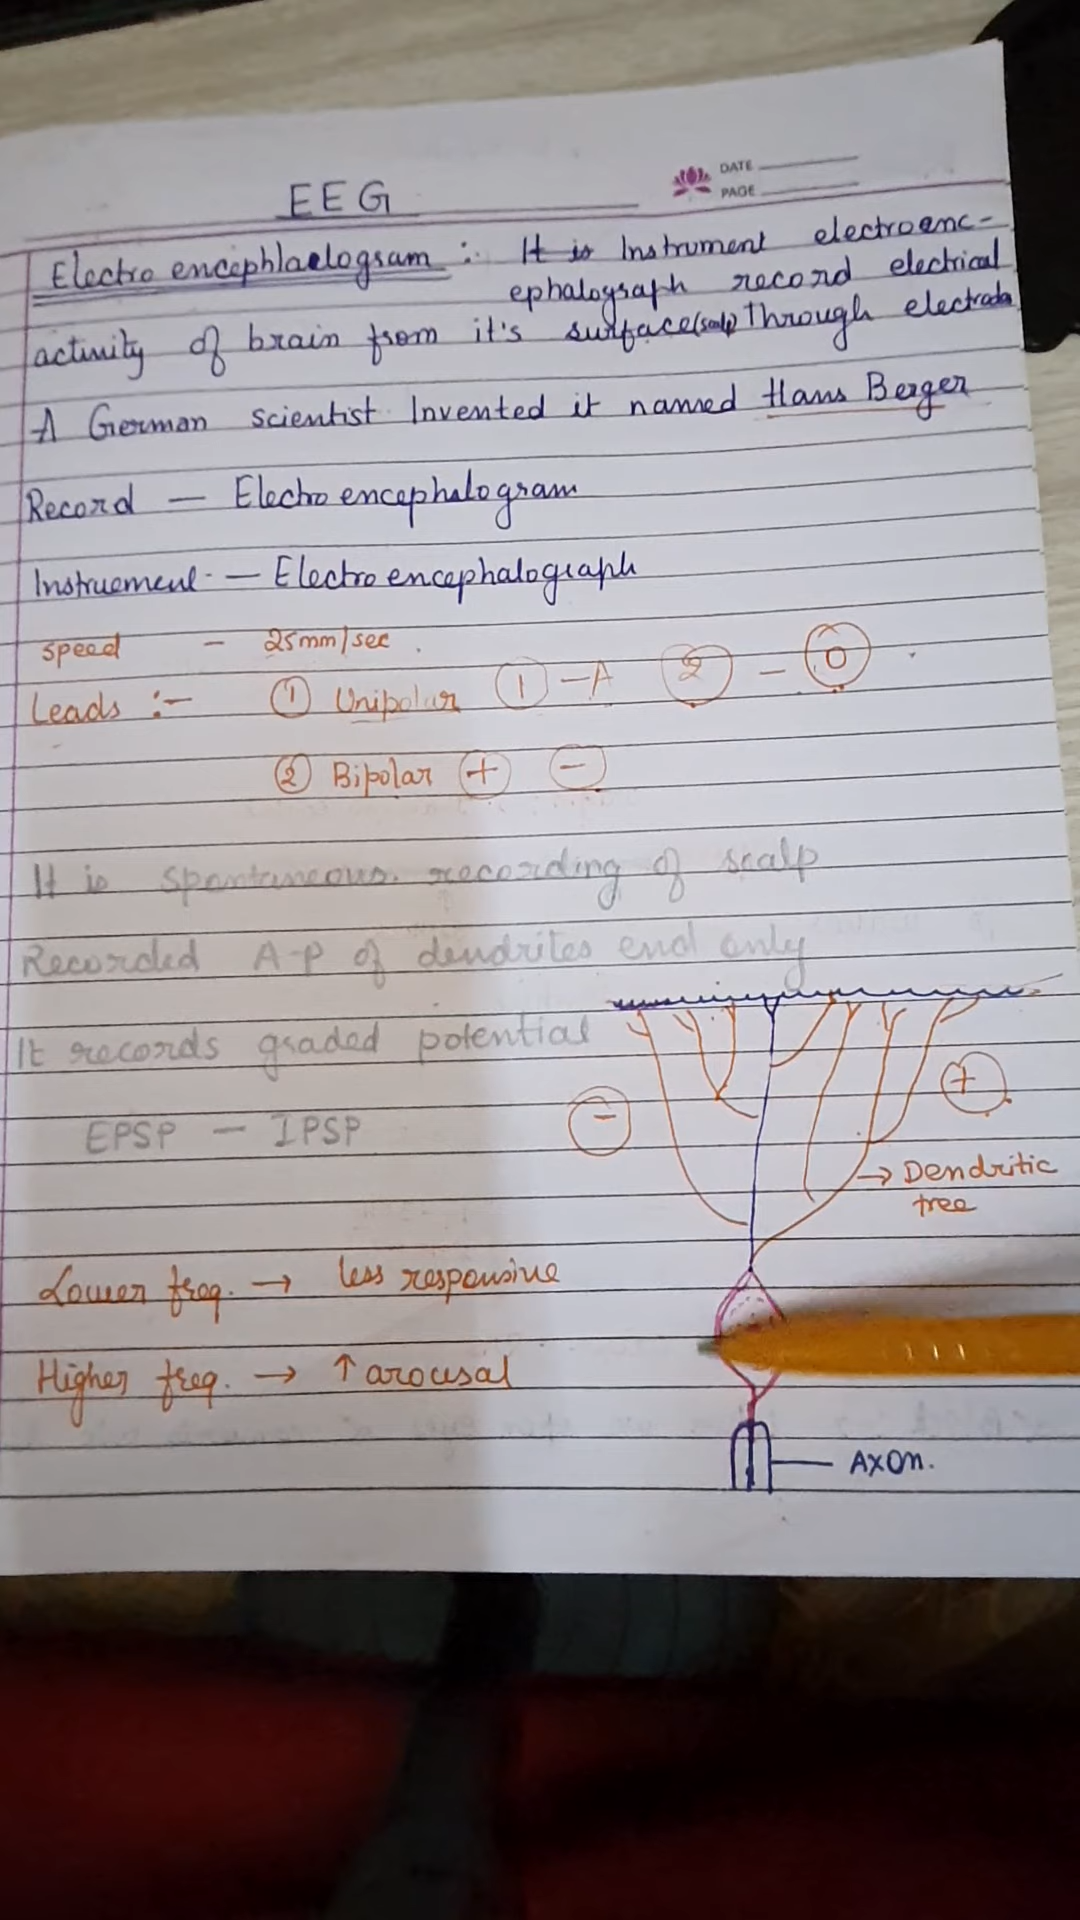 EEG
DATE
PAGE
Electro encephlaelogram :. It is Instrument electroenc-
ephalograph record electrical
activity of brain from it's surface(scalp) Through electrode
A German scientist Invented it named Hans Berger
Record — Electro encephalogram
Instruement — Electro encephalograph
speed - 25mm/sec.
Leads :- ① Unipolar ① -A ② - ⓪
② Bipolar ⊕ ⊖
It is spontaneous recording of scalp
Recorded A-P of dendrites end only
It records graded potential
+
EPSP — IPSP
-
→ Dendritic
tree
Lower freq. → less responsive
Higher freq. → ↑ arousal
AXOn.